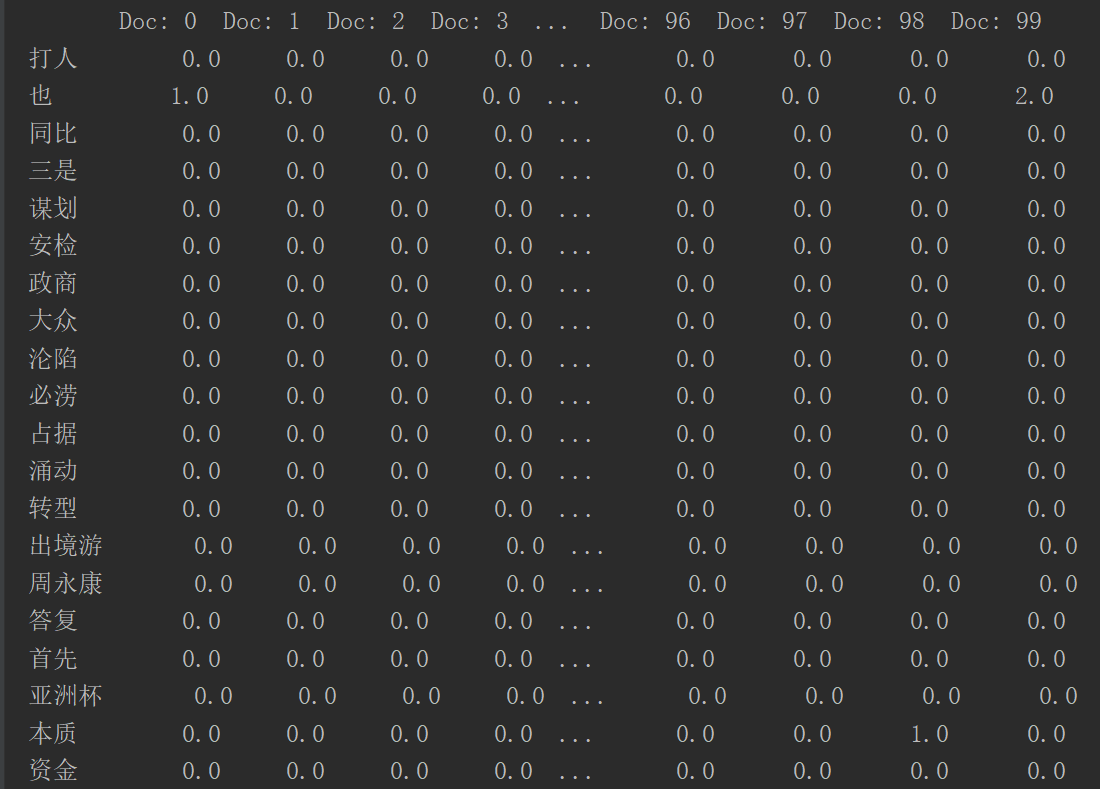 Doc: 0 Doc: 1 Doc: 2 Doc: 3 ... Doc: 96 Doc: 97 Doc: 98 Doc: 99
打人 0.0 0.0 0.0 0.0 ... 0.0 0.0 0.0 0.0
也 1.0 0.0 0.0 0.0 ... 0.0 0.0 0.0 2.0
同比 0.0 0.0 0.0 0.0 ... 0.0 0.0 0.0 0.0
三是 0.0 0.0 0.0 0.0 ... 0.0 0.0 0.0 0.0
谋划 0.0 0.0 0.0 0.0 ... 0.0 0.0 0.0 0.0
安检 0.0 0.0 0.0 0.0 ... 0.0 0.0 0.0 0.0
政商 0.0 0.0 0.0 0.0 ... 0.0 0.0 0.0 0.0
大众 0.0 0.0 0.0 0.0 ... 0.0 0.0 0.0 0.0
沦陷 0.0 0.0 0.0 0.0 ... 0.0 0.0 0.0 0.0
必涝 0.0 0.0 0.0 0.0 ... 0.0 0.0 0.0 0.0
占据 0.0 0.0 0.0 0.0 ... 0.0 0.0 0.0 0.0
涌动 0.0 0.0 0.0 0.0 ... 0.0 0.0 0.0 0.0
转型 0.0 0.0 0.0 0.0 ... 0.0 0.0 0.0 0.0
出境游 0.0 0.0 0.0 0.0 ... 0.0 0.0 0.0 0.0
周永康 0.0 0.0 0.0 0.0 ... 0.0 0.0 0.0 0.0
答复 0.0 0.0 0.0 0.0 ... 0.0 0.0 0.0 0.0
首先 0.0 0.0 0.0 0.0 ... 0.0 0.0 0.0 0.0
亚洲杯 0.0 0.0 0.0 0.0 ... 0.0 0.0 0.0 0.0
本质 0.0 0.0 0.0 0.0 ... 0.0 0.0 1.0 0.0
资金 0.0 0.0 0.0 0.0 ... 0.0 0.0 0.0 0.0